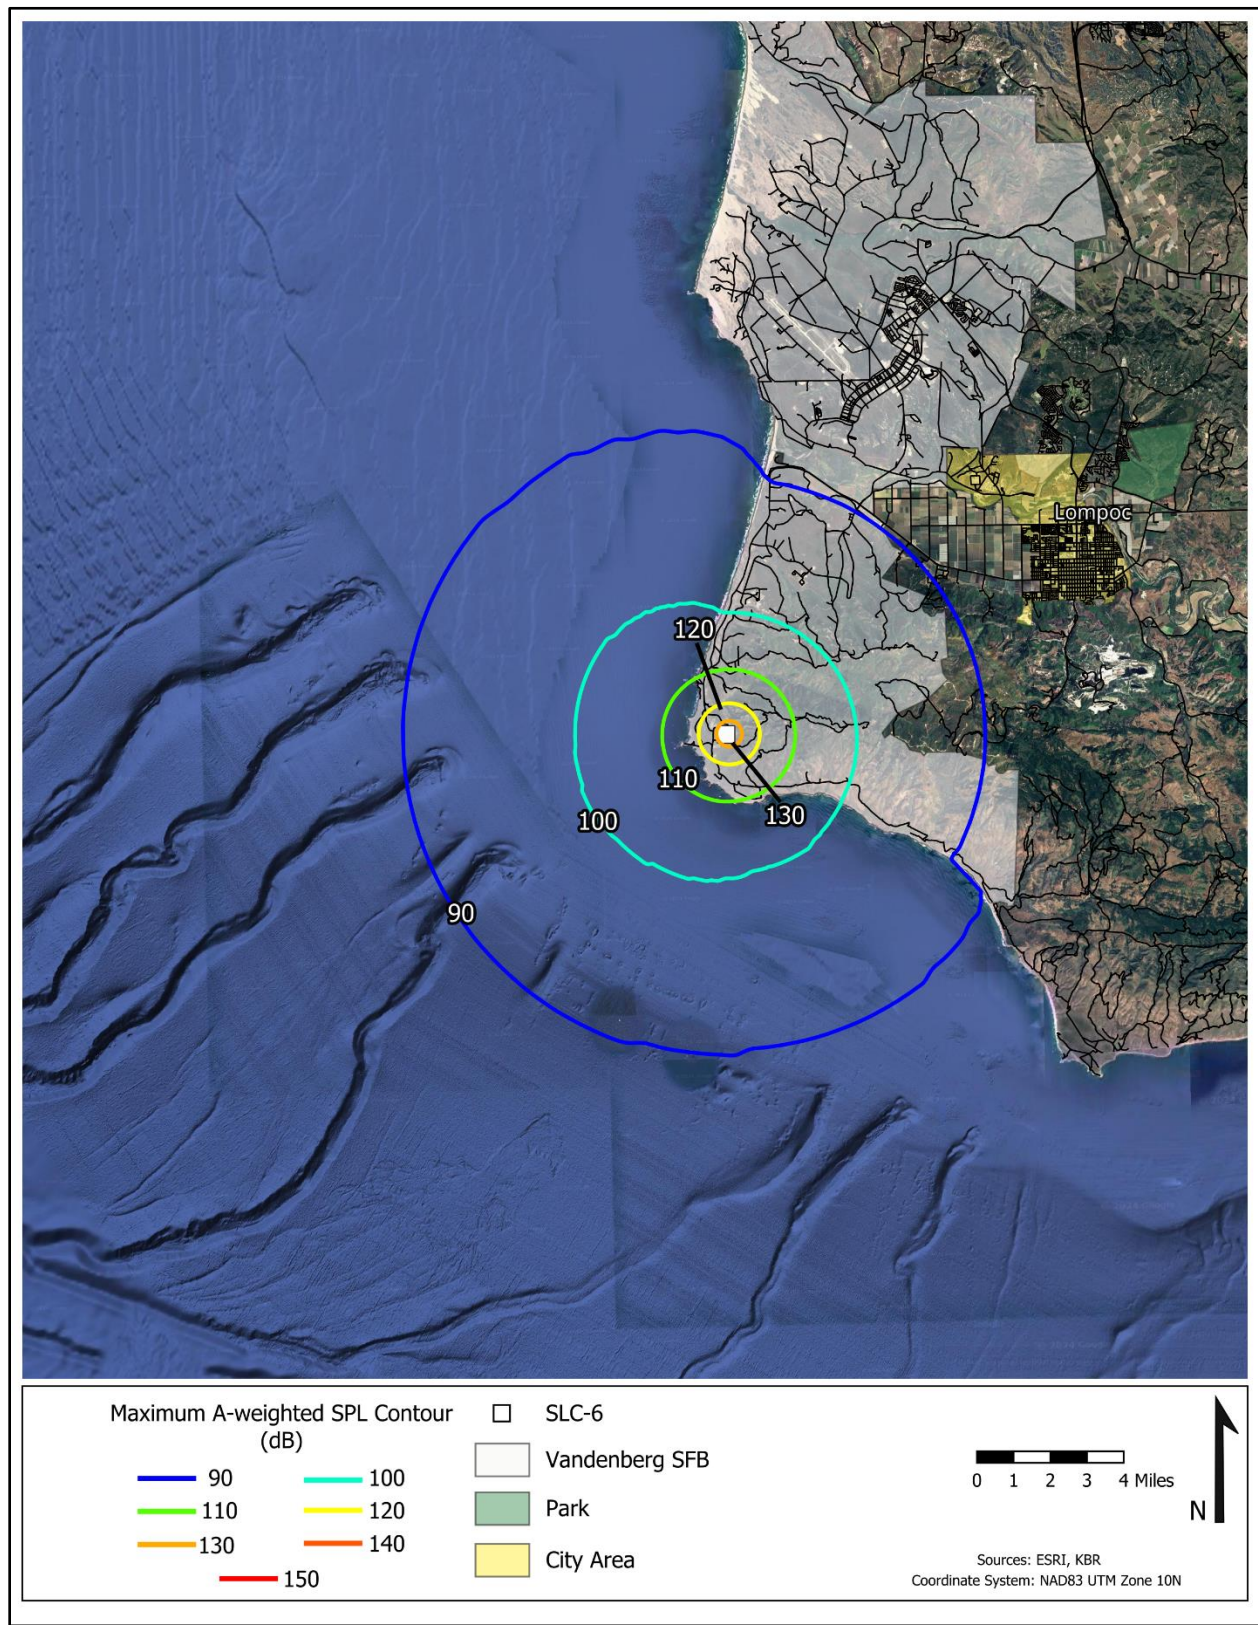 Lompoc
120
110
130
100
90
Maximum A-weighted SPL Contour
(dB)
90
100
110
120
130
140
150
SLC-6
Vandenberg SFB
Park
City Area
0 1 2 3 4 Miles
N
Sources: ESRI, KBR
Coordinate System: NAD83 UTM Zone 10N